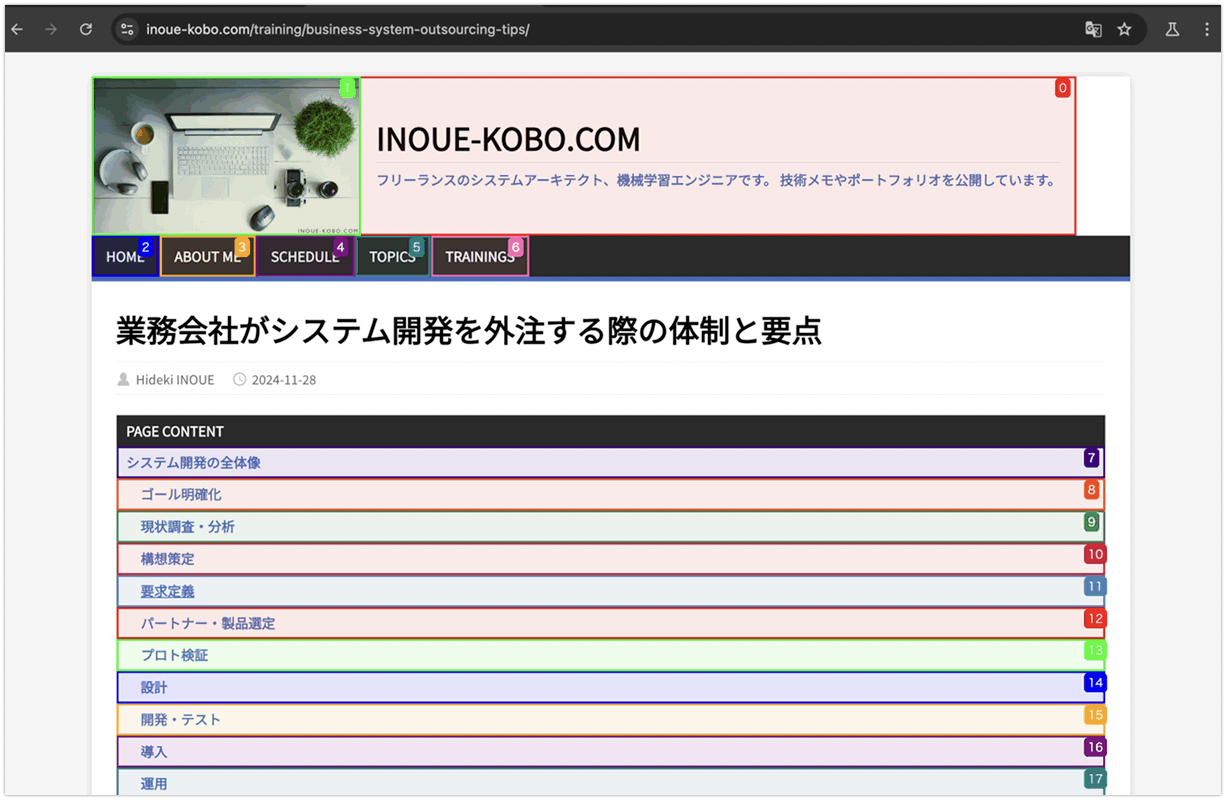 inoue-kobo.com/training/business-system-outsourcing-tips/
1
0
INOUE-KOBO.COM
フリーランスのシステムアーキテクト、機械学習エンジニアです。 技術メモやポートフォリオを公開しています。
INOUE-KOBO.COM
HOME 2 ABOUT ME 3 SCHEDULE 4 TOPICS 5 TRAININGS 6
業務会社がシステム開発を外注する際の体制と要点
Hideki INOUE 2024-11-28
PAGE CONTENT
システム開発の全体像 7
ゴール明確化 8
現状調査・分析 9
構想策定 10
要求定義 11
パートナー・製品選定 12
プロト検証 13
設計 14
開発・テスト 15
導入 16
運用 17